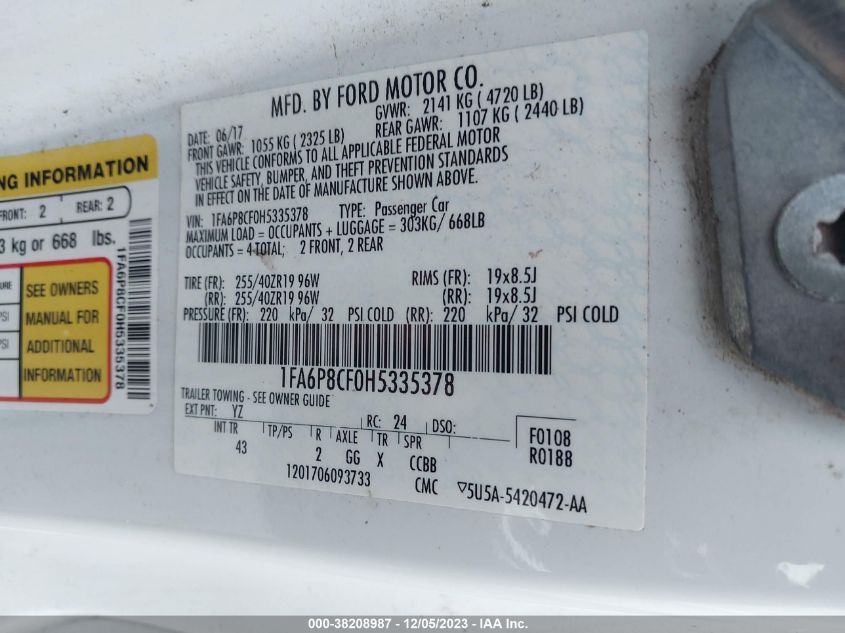 MFD. BY FORD MOTOR CO.
DATE: 06/17 GVWR: 2141 KG ( 4720 LB)
FRONT GAWR: 1055 KG ( 2325 LB) REAR GAWR: 1107 KG ( 2440 LB)
THIS VEHICLE CONFORMS TO ALL APPLICABLE FEDERAL MOTOR
VEHICLE SAFETY, BUMPER, AND THEFT PREVENTION STANDARDS
IN EFFECT ON THE DATE OF MANUFACTURE SHOWN ABOVE.
VIN: 1FA6P8CF0H5335378 TYPE: Passenger Car
MAXIMUM LOAD = OCCUPANTS + LUGGAGE = 303KG/ 668LB
OCCUPANTS = 4 TOTAL; 2 FRONT, 2 REAR
TIRE (FR): 255/40ZR19 96W RIMS (FR): 19x8.5J
(RR): 255/40ZR19 96W (RR): 19x8.5J
PRESSURE (FR): 220 kPa/ 32 PSI COLD (RR): 220 kPa/ 32 PSI COLD
1FA6P8CF0H5335378
TRAILER TOWING - SEE OWNER GUIDE
EXT PNT: YZ RC: 24 DSO: F0108
INT TR TP/PS R AXLE TR SPR R0188
43 2 GG X CCBB
1201706093733 CMC ▽5U5A-5420472-AA
NG INFORMATION
FRONT: 2 REAR: 2
3 kg or 668 lbs.
URE SEE OWNERS
PSI MANUAL FOR
PSI ADDITIONAL
INFORMATION
1FA6P8CF0H5335378
000-38208987 - 12/05/2023 - IAA Inc.